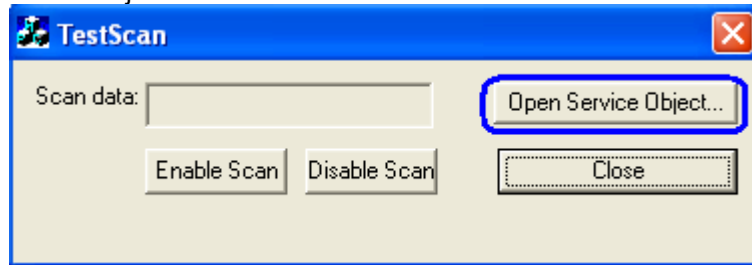 TestScan
Scan data:
Open Service Object...
Enable Scan
Disable Scan
Close